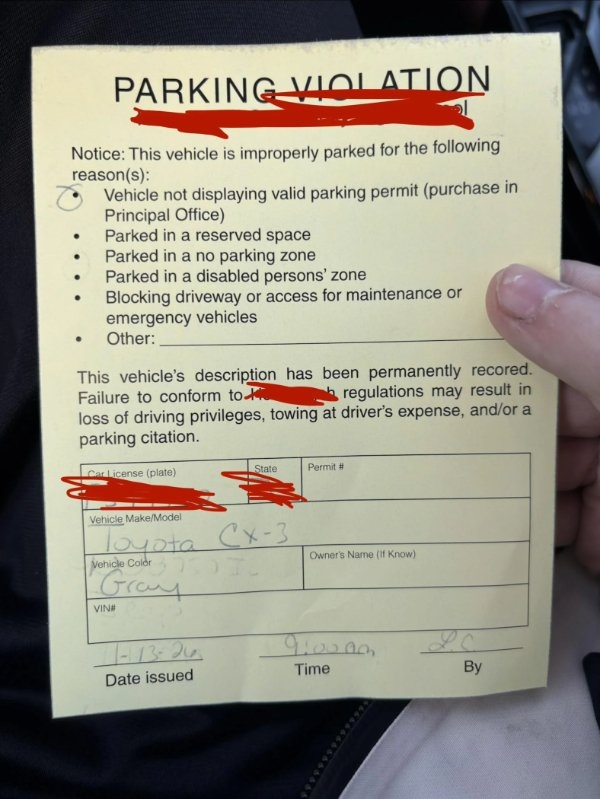 PARKING VIOLATION
ol
Notice: This vehicle is improperly parked for the following
reason(s):
• Vehicle not displaying valid parking permit (purchase in
Principal Office)
• Parked in a reserved space
• Parked in a no parking zone
• Parked in a disabled persons' zone
• Blocking driveway or access for maintenance or
emergency vehicles
• Other:
This vehicle's description has been permanently recored.
Failure to conform to h regulations may result in
loss of driving privileges, towing at driver's expense, and/or a
parking citation.
Car License (plate) State Permit #
Vehicle Make/Model
Toyota CX-3
Vehicle Color Owner's Name (If Know)
Gray
VIN#
1-13-26 9:00am L.C.
Date issued Time By